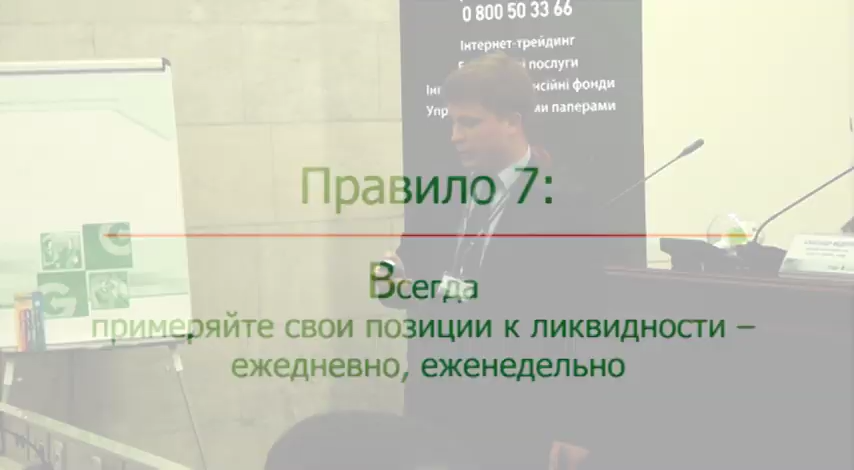 0 800 50 33 66
Інтернет-трейдинг
послуги
фонди
паперами
Правило 7:
Всегда
примеряйте свои позиции к ликвидности –
ежедневно, еженедельно